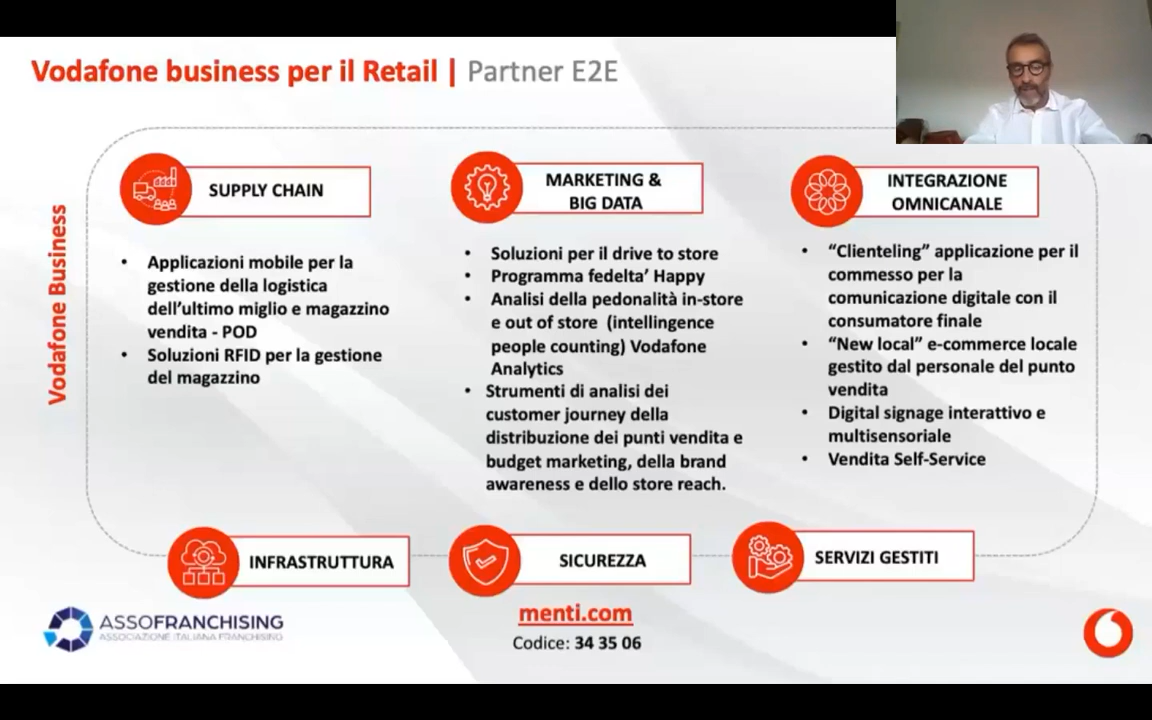 Vodafone business per il Retail | Partner E2E
Vodafone Business
SUPPLY CHAIN
• Applicazioni mobile per la
gestione della logistica
dell'ultimo miglio e magazzino
vendita - POD
• Soluzioni RFID per la gestione
del magazzino
MARKETING &
BIG DATA
• Soluzioni per il drive to store
• Programma fedelta' Happy
• Analisi della pedonalità in-store
e out of store (intellingence
people counting) Vodafone
Analytics
• Strumenti di analisi dei
customer journey della
distribuzione dei punti vendita e
budget marketing, della brand
awareness e dello store reach.
INTEGRAZIONE
OMNICANALE
• “Clienteling” applicazione per il
commesso per la
comunicazione digitale con il
consumatore finale
• “New local” e-commerce locale
gestito dal personale del punto
vendita
• Digital signage interattivo e
multisensoriale
• Vendita Self-Service
INFRASTRUTTURA
SICUREZZA
SERVIZI GESTITI
ASSOFRANCHISING
ASSOCIAZIONE ITALIANA FRANCHISING
menti.com
Codice: 34 35 06